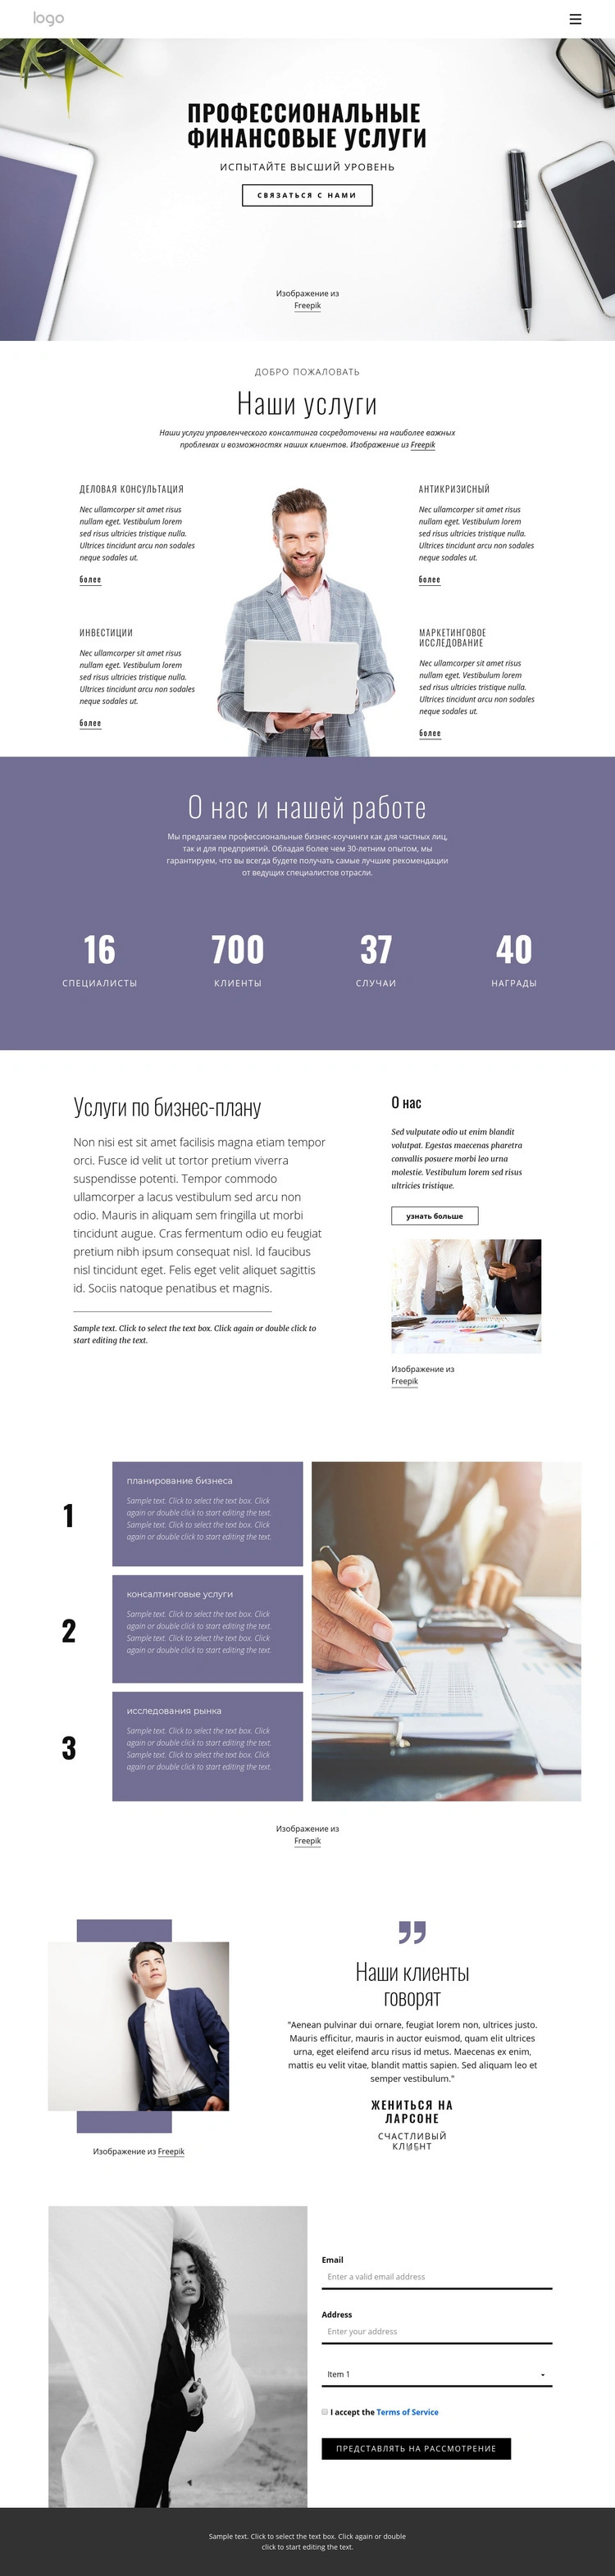 logo
ПРОФЕССИОНАЛЬНЫЕ
ФИНАНСОВЫЕ УСЛУГИ
ИСПЫТАЙТЕ ВЫСШИЙ УРОВЕНЬ
СВЯЗАТЬСЯ С НАМИ
Изображение из
Freepik
ДОБРО ПОЖАЛОВАТЬ
Наши услуги
Наши услуги управленческого консалтинга сосредоточены на наиболее важных
проблемах и возможностях наших клиентов. Изображение из Freepik
ДЕЛОВАЯ КОНСУЛЬТАЦИЯ
Nec ullamcorper sit amet risus
nullam eget. Vestibulum lorem
sed risus ultricies tristique nulla.
Ultrices tincidunt arcu non sodales
neque sodales ut.
более
ИНВЕСТИЦИИ
Nec ullamcorper sit amet risus
nullam eget. Vestibulum lorem
sed risus ultricies tristique nulla.
Ultrices tincidunt arcu non sodales
neque sodales ut.
более
АНТИКРИЗИСНЫЙ
Nec ullamcorper sit amet risus
nullam eget. Vestibulum lorem
sed risus ultricies tristique nulla.
Ultrices tincidunt arcu non sodales
neque sodales ut.
более
МАРКЕТИНГОВОЕ
ИССЛЕДОВАНИЕ
Nec ullamcorper sit amet risus
nullam eget. Vestibulum lorem
sed risus ultricies tristique nulla.
Ultrices tincidunt arcu non sodales
neque sodales ut.
более
О нас и нашей работе
Мы предлагаем профессиональные бизнес-коучинги как для частных лиц,
так и для предприятий. Обладая более чем 30-летним опытом, мы
гарантируем, что вы всегда будете получать самые лучшие рекомендации
от ведущих специалистов отрасли.
16
СПЕЦИАЛИСТЫ
700
КЛИЕНТЫ
37
СЛУЧАИ
40
НАГРАДЫ
Услуги по бизнес-плану
Non nisi est sit amet facilisis magna etiam tempor
orci. Fusce id velit ut tortor pretium viverra
suspendisse potenti. Tempor commodo
ullamcorper a lacus vestibulum sed arcu non
odio. Mauris in aliquam sem fringilla ut morbi
tincidunt augue. Cras fermentum odio eu feugiat
pretium nibh ipsum consequat nisl. Id faucibus
nisl tincidunt eget. Felis eget velit aliquet sagittis
id. Sociis natoque penatibus et magnis.
Sample text. Click to select the text box. Click again or double click to
start editing the text.
О нас
Sed vulputate odio ut enim blandit
volutpat. Egestas maecenas pharetra
convallis posuere morbi leo urna
molestie. Vestibulum lorem sed risus
ultricies tristique.
узнать больше
Изображение из
Freepik
1
планирование бизнеса
Sample text. Click to select the text box. Click
again or double click to start editing the text.
Sample text. Click to select the text box. Click
again or double click to start editing the text.
2
консалтинговые услуги
Sample text. Click to select the text box. Click
again or double click to start editing the text.
Sample text. Click to select the text box. Click
again or double click to start editing the text.
3
исследования рынка
Sample text. Click to select the text box. Click
again or double click to start editing the text.
Sample text. Click to select the text box. Click
again or double click to start editing the text.
Изображение из
Freepik
Изображение из Freepik
Наши клиенты
говорят
"Aenean pulvinar dui ornare, feugiat lorem non, ultrices justo.
Mauris efficitur, mauris in auctor euismod, quam elit ultrices
urna, eget eleifend arcu risus id metus. Maecenas ex enim,
mattis eu velit vitae, blandit mattis sapien. Sed aliquam leo et
semper vestibulum."
ЖЕНИТЬСЯ НА
ЛАРСОНЕ
СЧАСТЛИВЫЙ
КЛИЕНТ
Email
Enter a valid email address
Address
Enter your address
Item 1
I accept the Terms of Service
ПРЕДСТАВЛЯТЬ НА РАССМОТРЕНИЕ
Sample text. Click to select the text box. Click again or double
click to start editing the text.